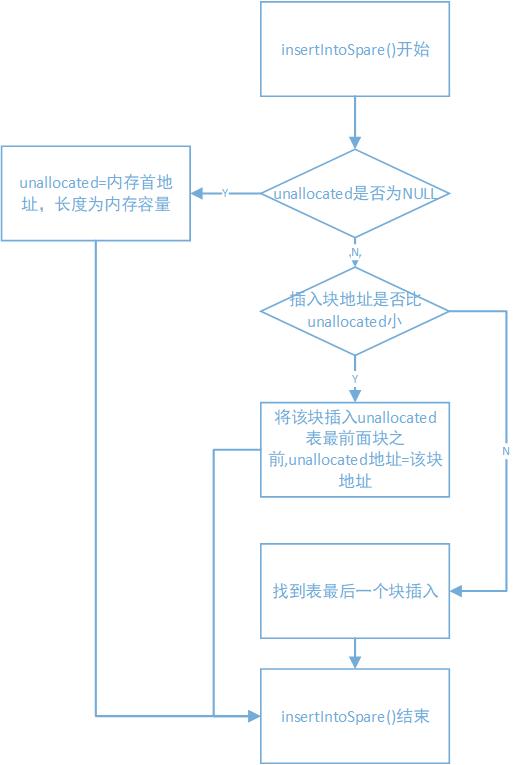 insertIntoSpare()开始
unallocated=内存首地
址，长度为内存容量
Y
unallocated是否为NULL
N
插入块地址是否比
unallocated小
Y
将该块插入unallocated
表最前面块之
前,unallocated地址=该块
地址
N
找到表最后一个块插入
insertIntoSpare()结束